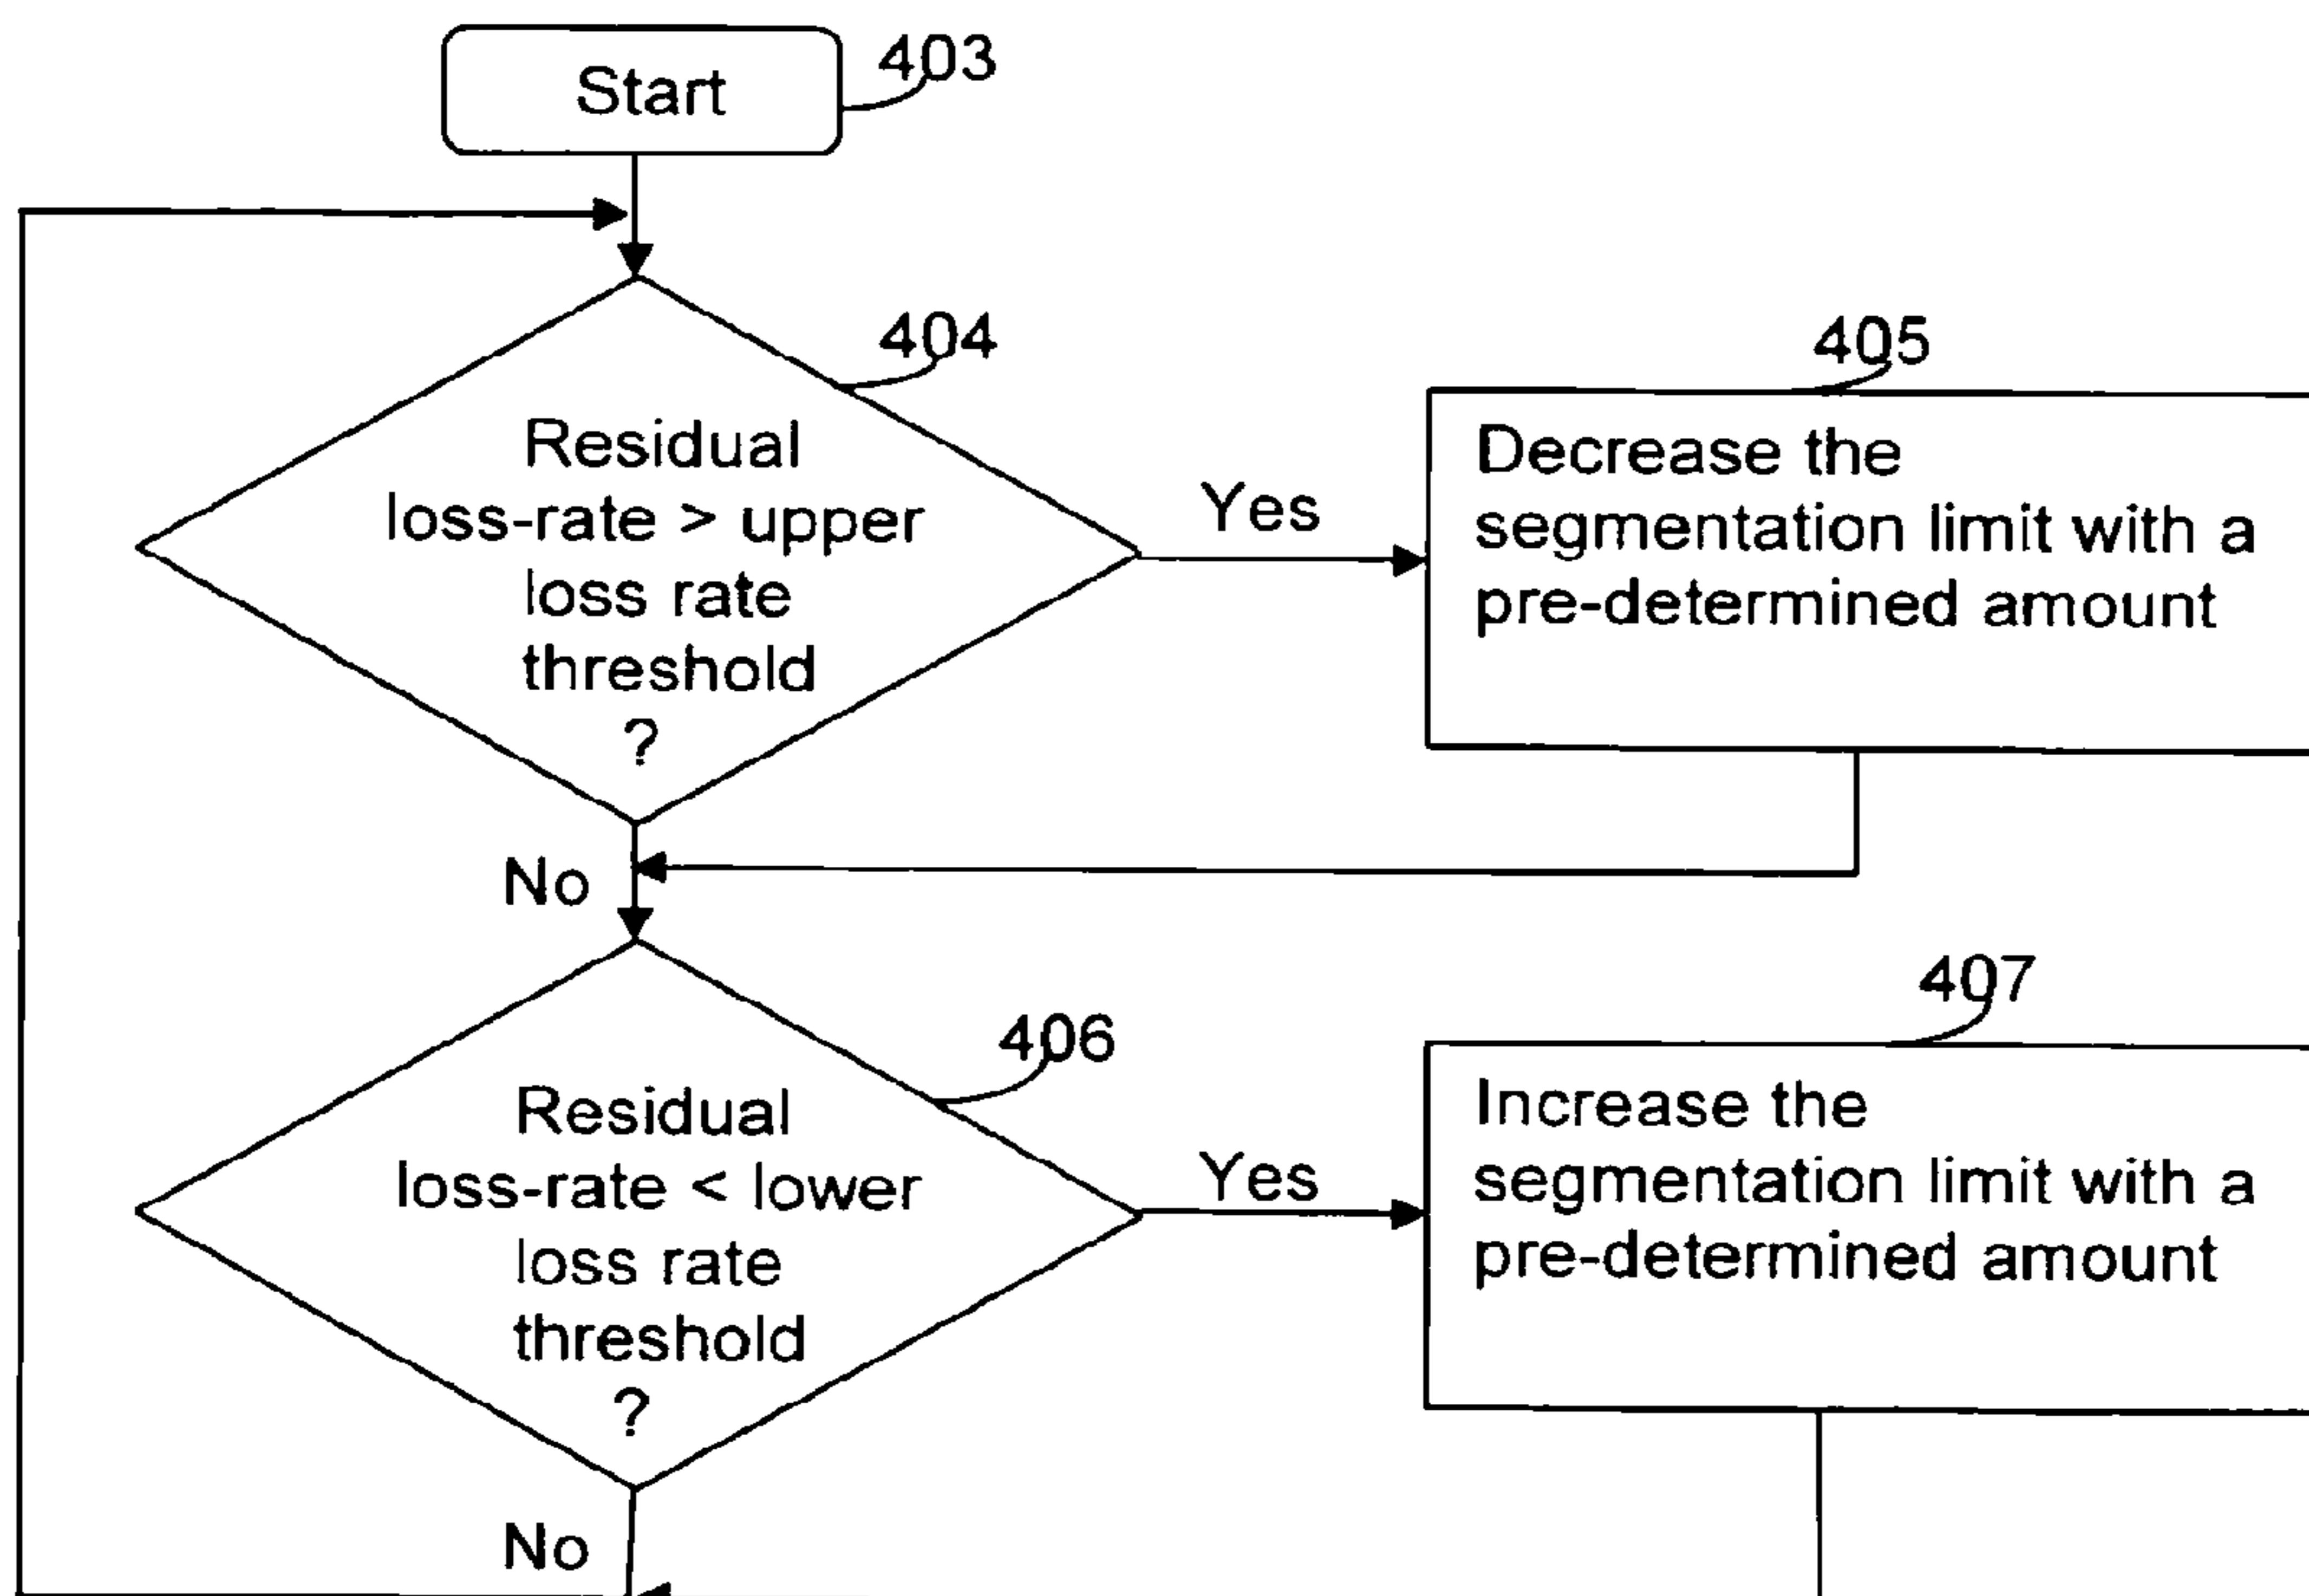 Start
403
404
Residual
loss-rate > upper
loss rate
threshold
?
Yes
405
Decrease the
segmentation limit with a
pre-determined amount
No
406
Residual
loss-rate < lower
loss rate
threshold
?
Yes
407
Increase the
segmentation limit with a
pre-determined amount
No